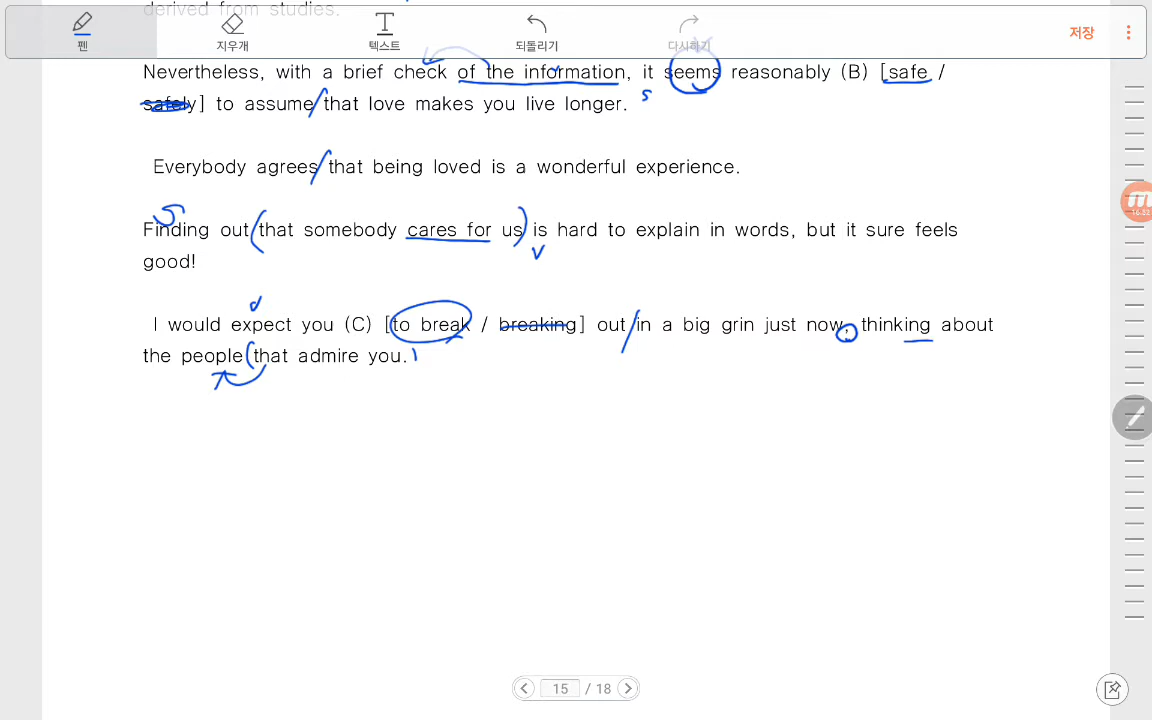 derived from studies.
펜
지우개
텍스트
되돌리기
다시하기
저장
Nevertheless, with a brief check of the information, it seems reasonably (B) [safe /
safely] to assume that love makes you live longer.
s
Everybody agrees that being loved is a wonderful experience.
S
Finding out that somebody cares for us is hard to explain in words, but it sure feels
v
good!
I would expect you (C) [to break / breaking] out in a big grin just now, thinking about
the people that admire you.
15 / 18